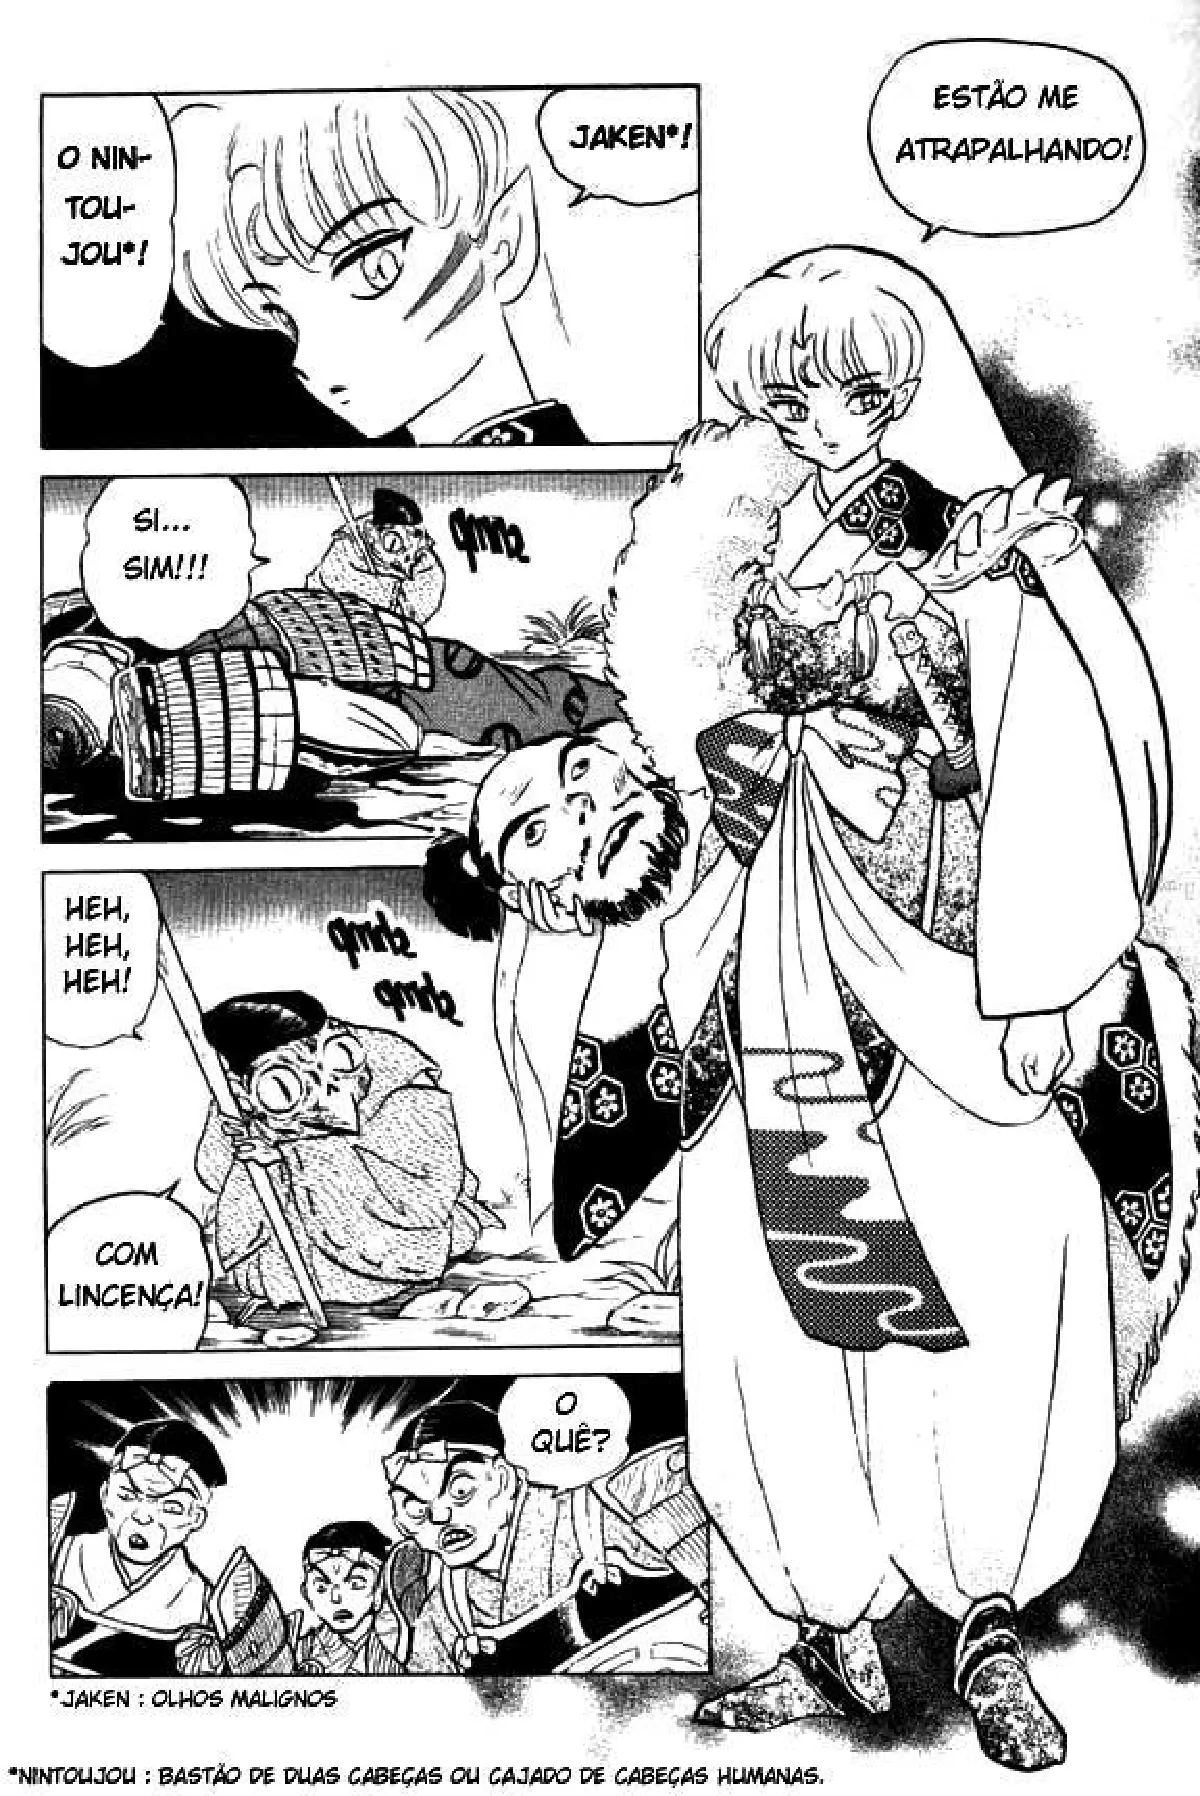 ESTÃO ME
ATRAPALHANDO!
JAKEN*!
O NIN-
TOU-
JOU*!
SI...
SIM!!!
HEH,
HEH,
HEH!
COM
LINCENÇA!
O
QUÊ?
*JAKEN : OLHOS MALIGNOS
*NINTOUJOU : BASTÃO DE DUAS CABEÇAS OU CAJADO DE CABEÇAS HUMANAS.